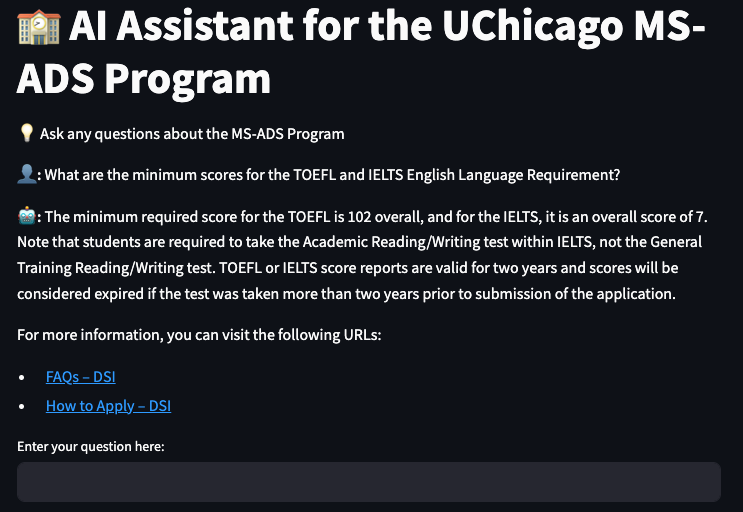 🏫 AI Assistant for the UChicago MS-
ADS Program
💡 Ask any questions about the MS-ADS Program
👤: What are the minimum scores for the TOEFL and IELTS English Language Requirement?
🤖: The minimum required score for the TOEFL is 102 overall, and for the IELTS, it is an overall score of 7.
Note that students are required to take the Academic Reading/Writing test within IELTS, not the General
Training Reading/Writing test. TOEFL or IELTS score reports are valid for two years and scores will be
considered expired if the test was taken more than two years prior to submission of the application.
For more information, you can visit the following URLs:
• FAQs – DSI
• How to Apply – DSI
Enter your question here: